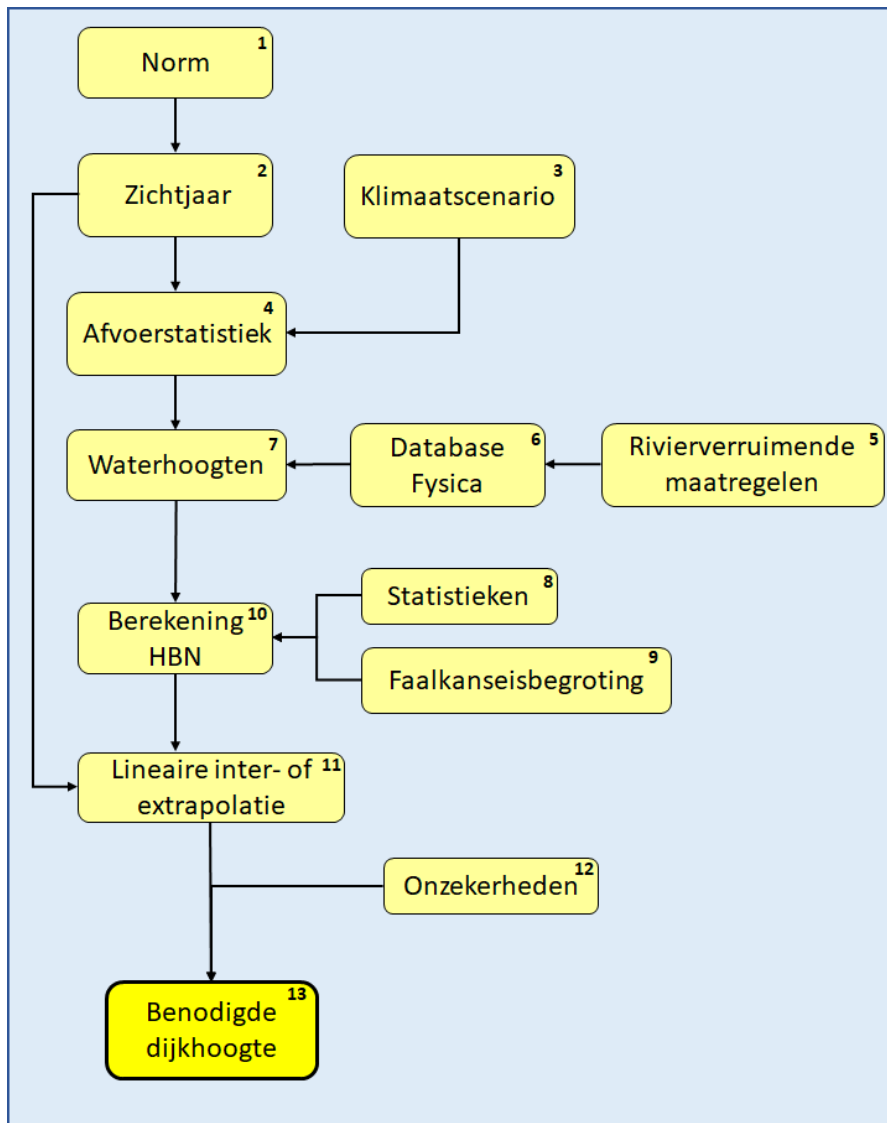 1
Norm
2
Zichtjaar
3
Klimaatscenario
4
Afvoerstatistiek
7
Waterhoogten
6
Database
Fysica
5
Rivierverruimende
maatregelen
10
Berekening
HBN
8
Statistieken
9
Faalkanseisbegroting
11
Lineaire inter- of
extrapolatie
12
Onzekerheden
13
Benodigde
dijkhoogte